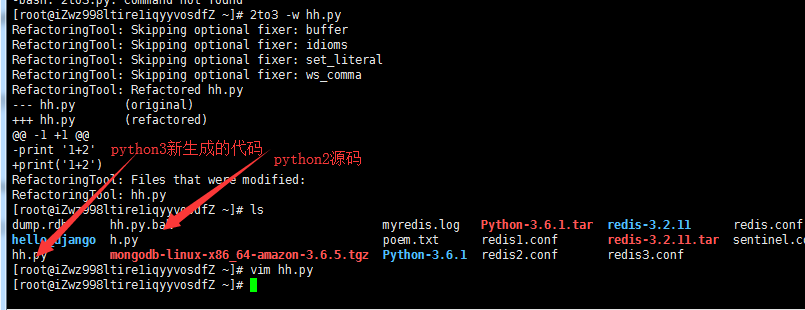 -bash: 2to3.py: command not found
[root@iZwz998ltire1iqyyvosdfZ ~]# 2to3 -w hh.py
RefactoringTool: Skipping optional fixer: buffer
RefactoringTool: Skipping optional fixer: idioms
RefactoringTool: Skipping optional fixer: set_literal
RefactoringTool: Skipping optional fixer: ws_comma
RefactoringTool: Refactored hh.py
--- hh.py (original)
+++ hh.py (refactored)
@@ -1 +1 @@
-print '1+2' python3新生成的代码 python2源码
+print('1+2')
RefactoringTool: Files that were modified:
RefactoringTool: hh.py
[root@iZwz998ltire1iqyyvosdfZ ~]# ls
dump.rdb hh.py.bak myredis.log Python-3.6.1.tar redis-3.2.11 redis.conf
hello_django h.py poem.txt redis1.conf redis-3.2.11.tar sentinel.co
hh.py mongodb-linux-x86_64-amazon-3.6.5.tgz Python-3.6.1 redis2.conf redis3.conf
[root@iZwz998ltire1iqyyvosdfZ ~]# vim hh.py
[root@iZwz998ltire1iqyyvosdfZ ~]#